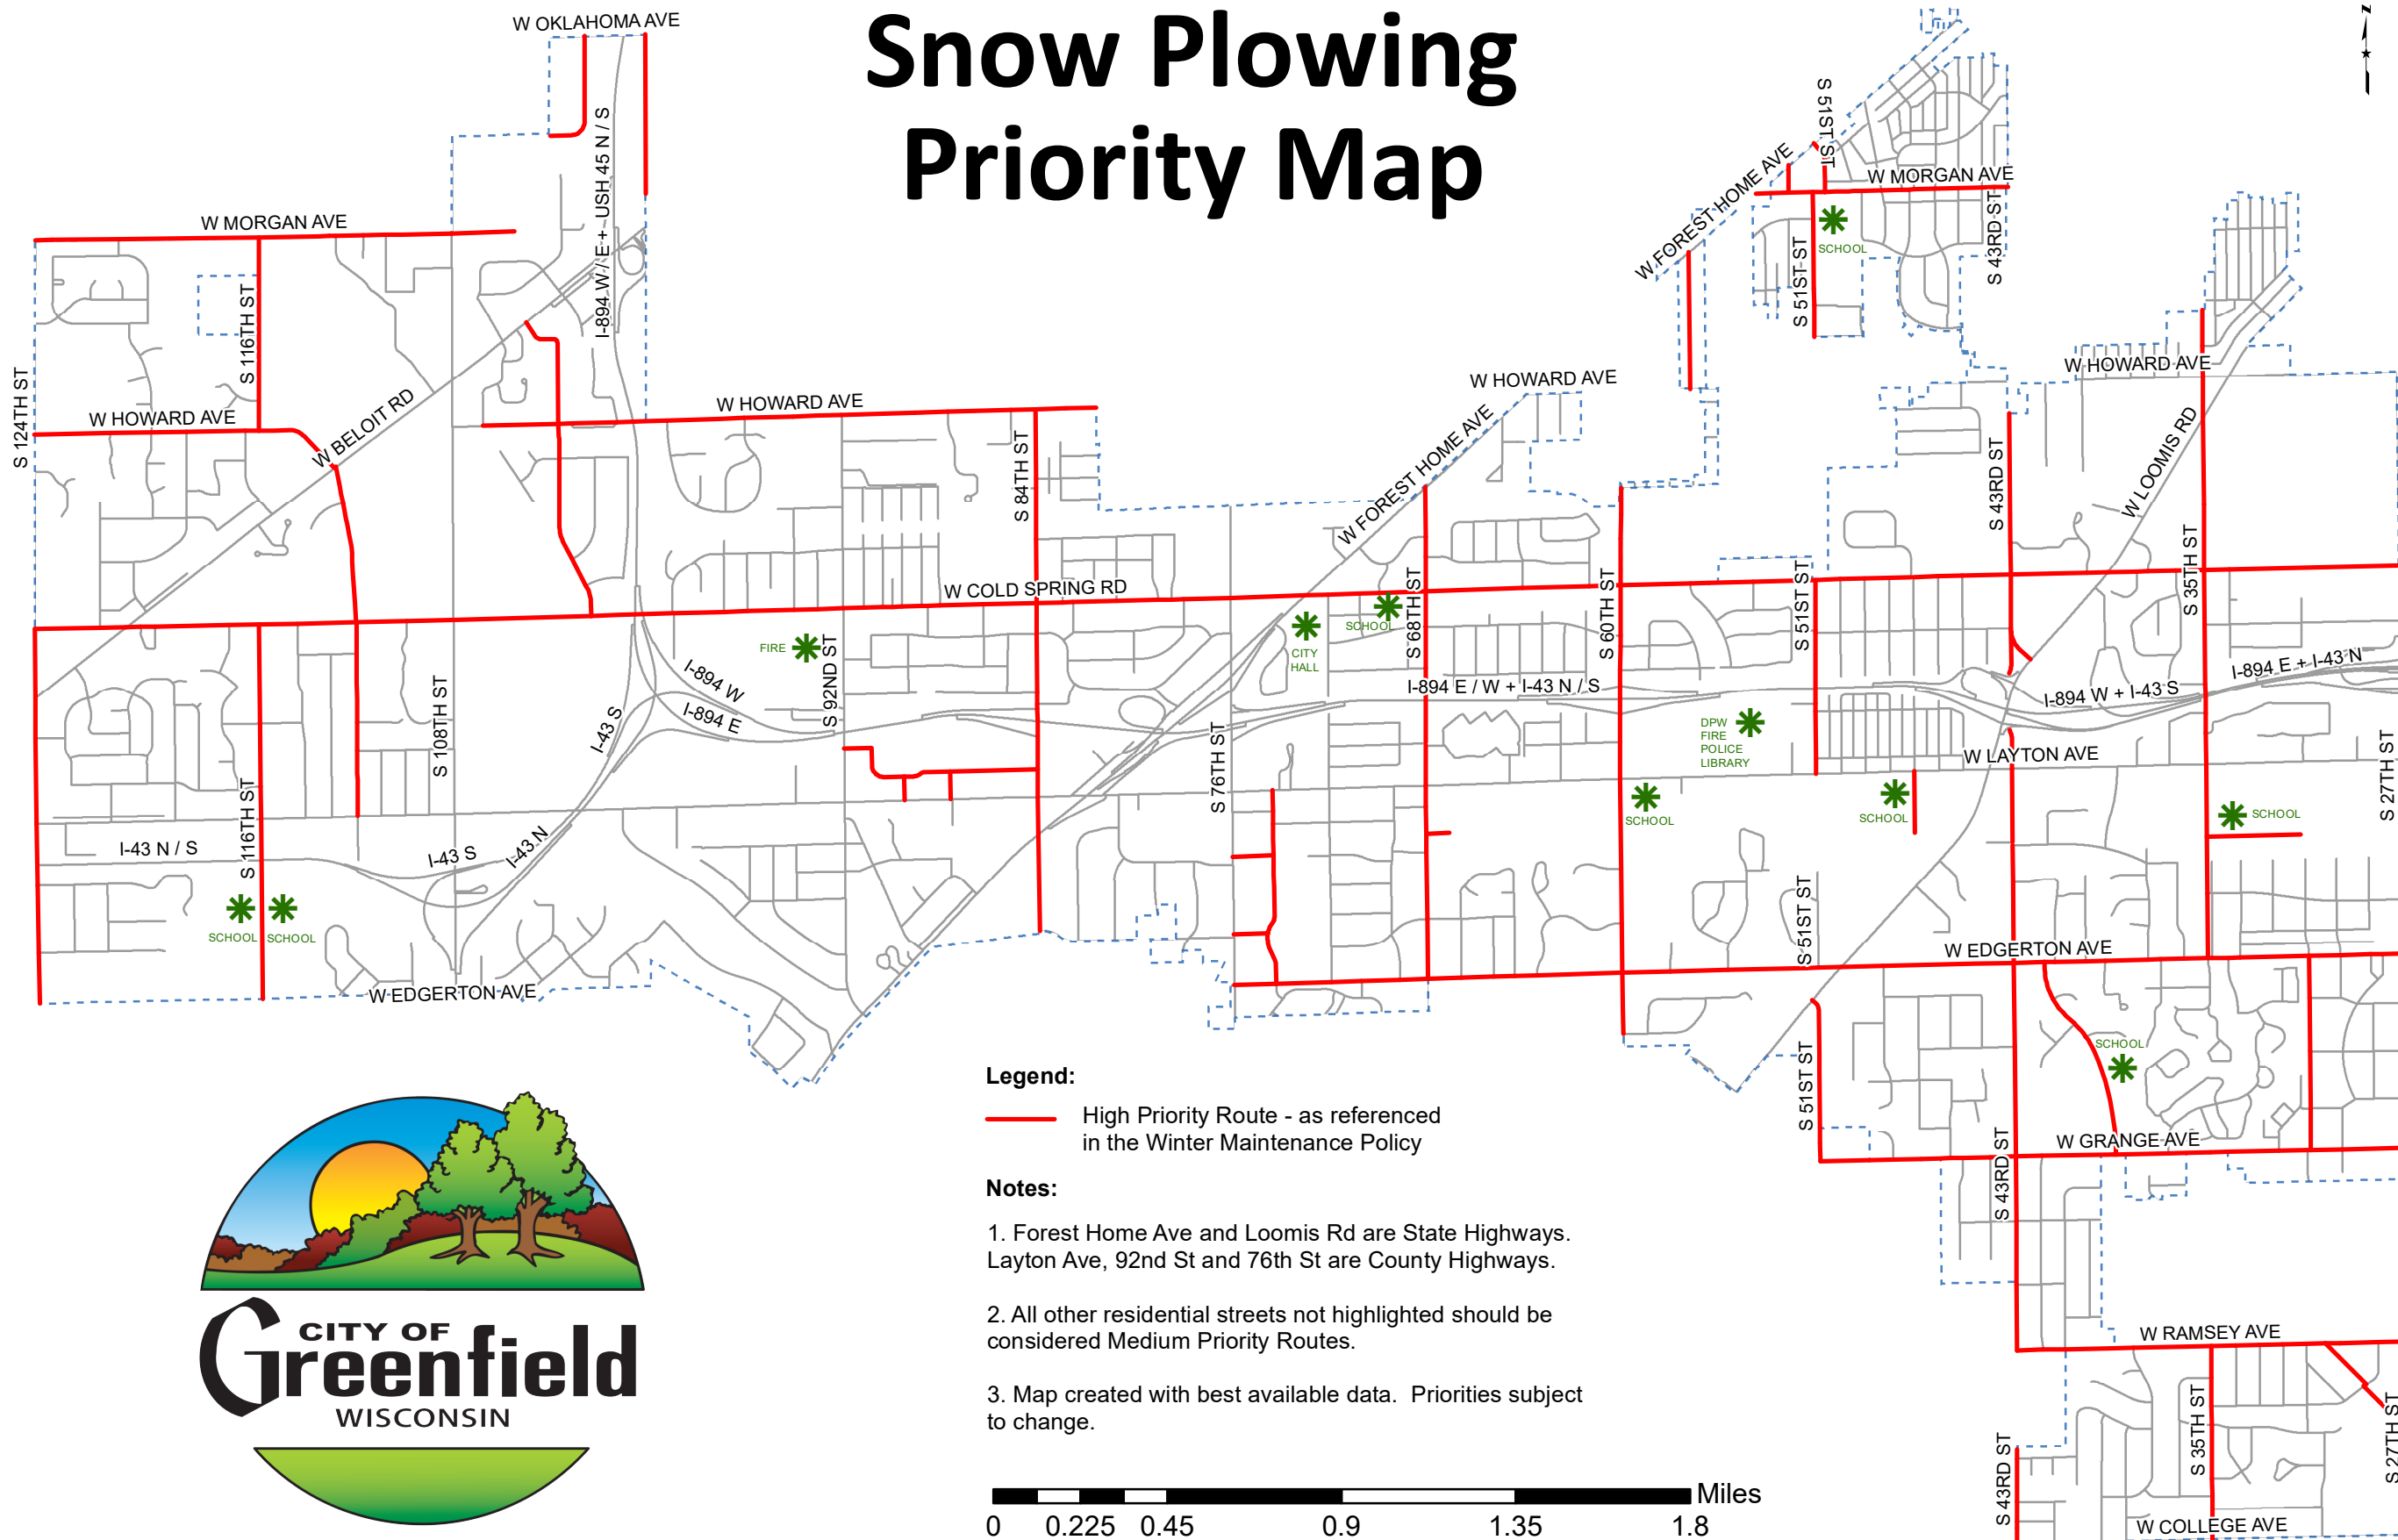 Snow Plowing
Priority Map
N
W OKLAHOMA AVE
I-894 W / E + USH 45 N / S
S 51ST ST
W FOREST HOME AVE
W MORGAN AVE
SCHOOL
S 51ST ST
S 43RD ST
W MORGAN AVE
S 116TH ST
S 124TH ST
W HOWARD AVE
W BELOIT RD
W HOWARD AVE
S 84TH ST
W HOWARD AVE
W FOREST HOME AVE
W HOWARD AVE
S 43RD ST
W LOOMIS RD
S 35TH ST
W COLD SPRING RD
FIRE
S 92ND ST
CITY
HALL
SCHOOL
S 68TH ST
S 60TH ST
S 51ST ST
I-894 W
I-894 E
I-43 S
S 108TH ST
S 76TH ST
I-894 E / W + I-43 N / S
I-894 W + I-43 S
I-894 E + I-43 N
DPW
FIRE
POLICE
LIBRARY
W LAYTON AVE
S 27TH ST
S 116TH ST
I-43 N / S
I-43 S
I-43 N
SCHOOL
SCHOOL
SCHOOL
SCHOOL
SCHOOL
S 51ST ST
W EDGERTON AVE
W EDGERTON AVE
SCHOOL
S 51ST ST
W GRANGE AVE
S 43RD ST
W RAMSEY AVE
S 35TH ST
S 27TH ST
S 43RD ST
W COLLEGE AVE
Legend:
High Priority Route - as referenced
in the Winter Maintenance Policy
Notes:
1. Forest Home Ave and Loomis Rd are State Highways.
Layton Ave, 92nd St and 76th St are County Highways.
2. All other residential streets not highlighted should be
considered Medium Priority Routes.
3. Map created with best available data. Priorities subject
to change.
Miles
0 0.225 0.45 0.9 1.35 1.8
CITY OF
Greenfield
WISCONSIN